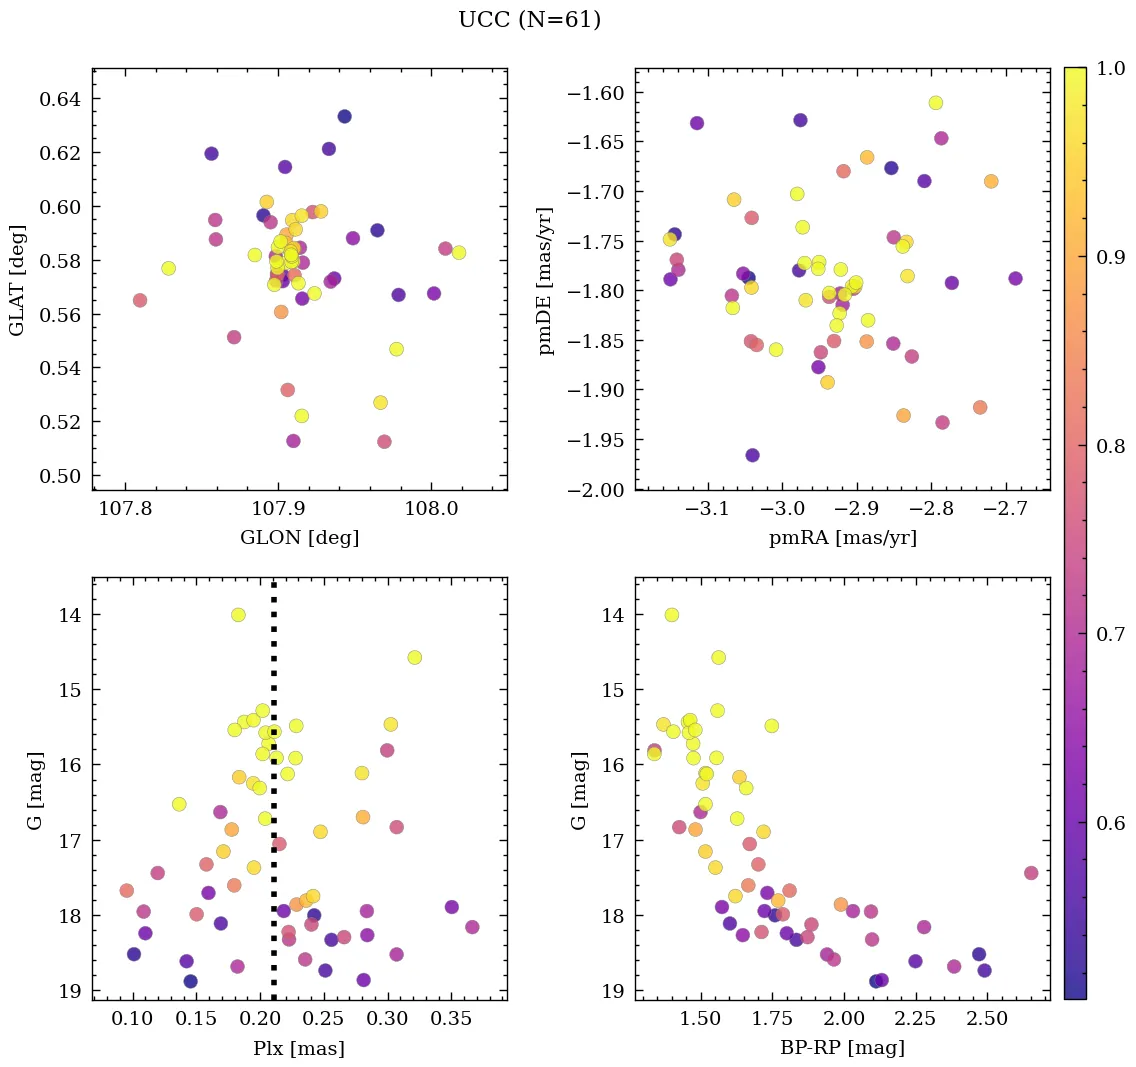 UCC (N=61)
0.64
0.62
0.60
0.58
0.56
0.54
0.52
0.50
GLAT [deg]
107.8 107.9 108.0
GLON [deg]
−1.60
−1.65
−1.70
−1.75
−1.80
−1.85
−1.90
−1.95
−2.00
pmDE [mas/yr]
−3.1 −3.0 −2.9 −2.8 −2.7
pmRA [mas/yr]
14
15
16
17
18
19
G [mag]
0.10 0.15 0.20 0.25 0.30 0.35
Plx [mas]
14
15
16
17
18
19
G [mag]
1.50 1.75 2.00 2.25 2.50
BP-RP [mag]
1.0
0.9
0.8
0.7
0.6